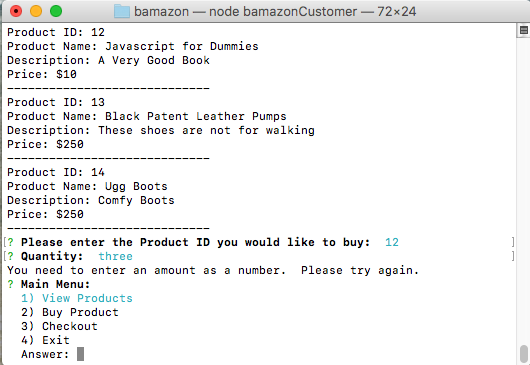 bamazon — node bamazonCustomer — 72×24
Product ID: 12
Product Name: Javascript for Dummies
Description: A Very Good Book
Price: $10
-----------------------------
Product ID: 13
Product Name: Black Patent Leather Pumps
Description: These shoes are not for walking
Price: $250
-----------------------------
Product ID: 14
Product Name: Ugg Boots
Description: Comfy Boots
Price: $250
-----------------------------
[? Please enter the Product ID you would like to buy:  12 ]
[? Quantity:  three ]
You need to enter an amount as a number.  Please try again.
? Main Menu:
1) View Products
2) Buy Product
3) Checkout
4) Exit
Answer: